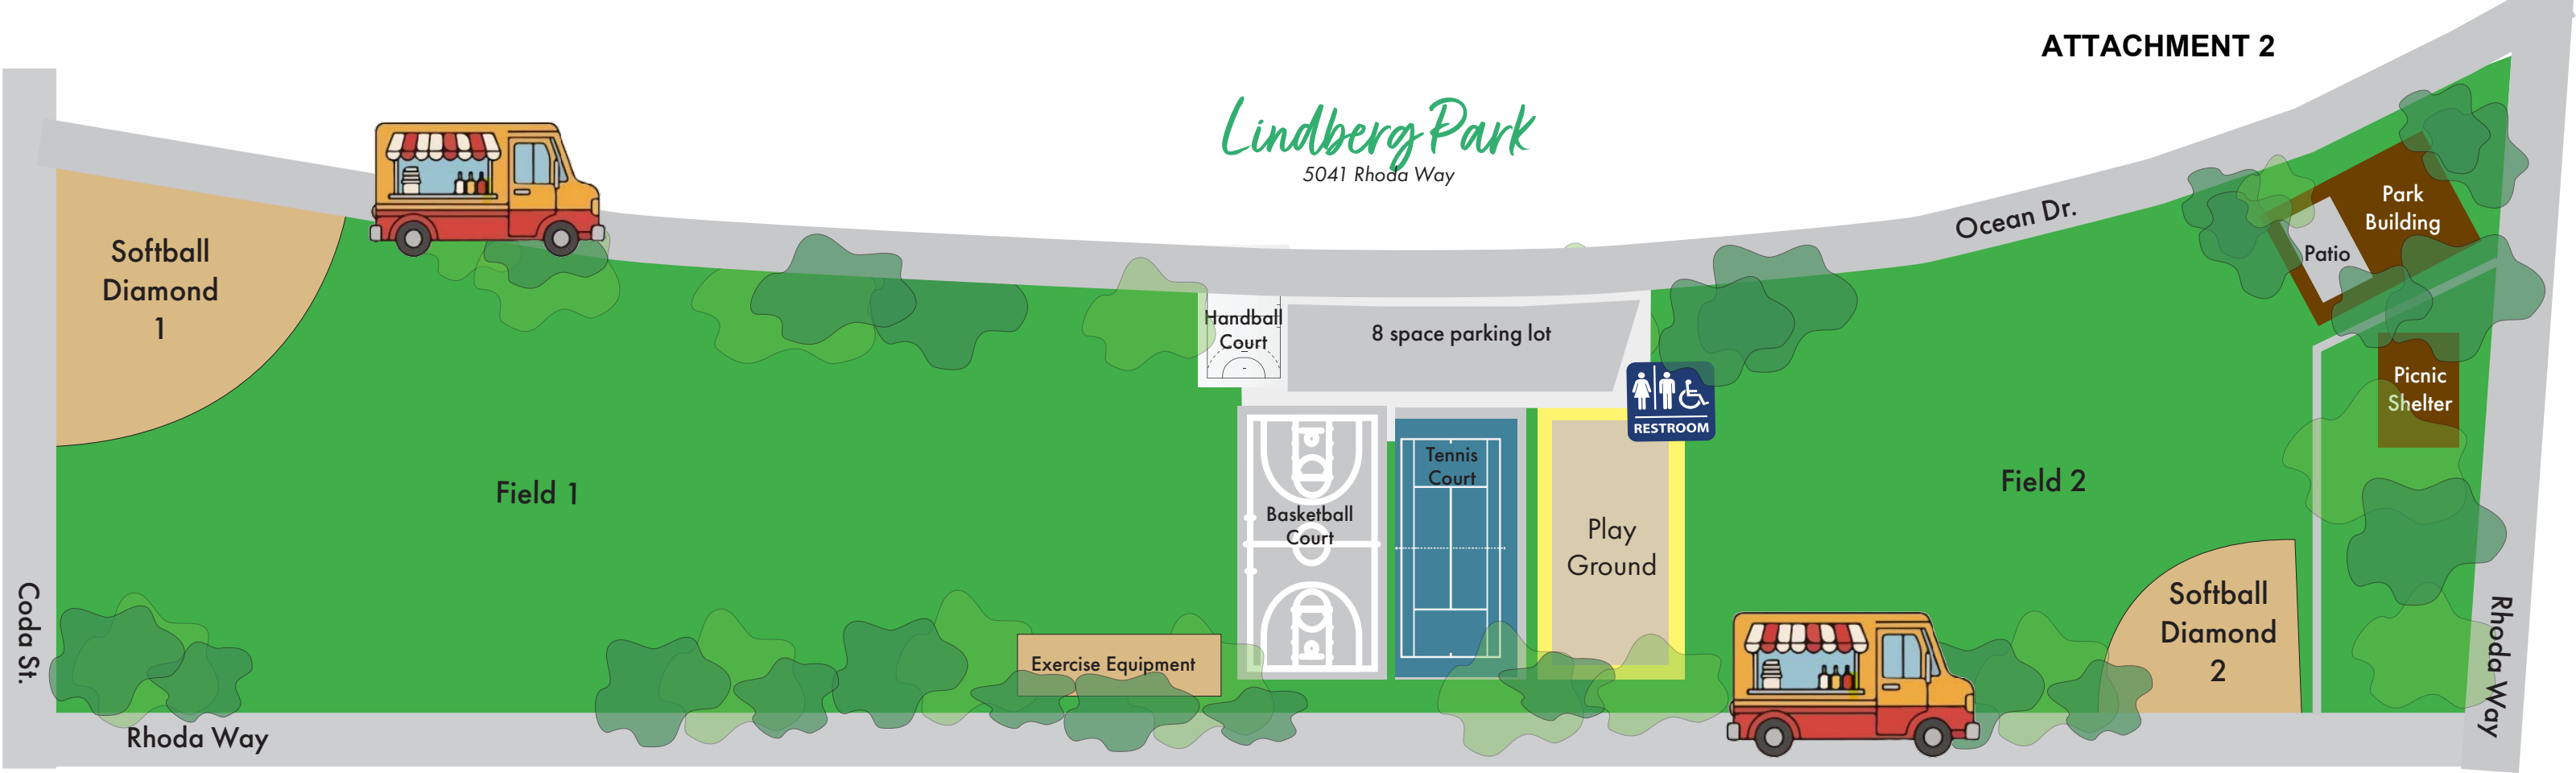 ATTACHMENT 2
Lindberg Park
5041 Rhoda Way
Softball
Diamond
1
Field 1
Coda St.
Rhoda Way
Handball
Court
8 space parking lot
RESTROOM
Basketball
Court
Tennis
Court
Play
Ground
Exercise Equipment
Ocean Dr.
Park
Building
Patio
Picnic
Shelter
Field 2
Softball
Diamond
2
Rhoda Way